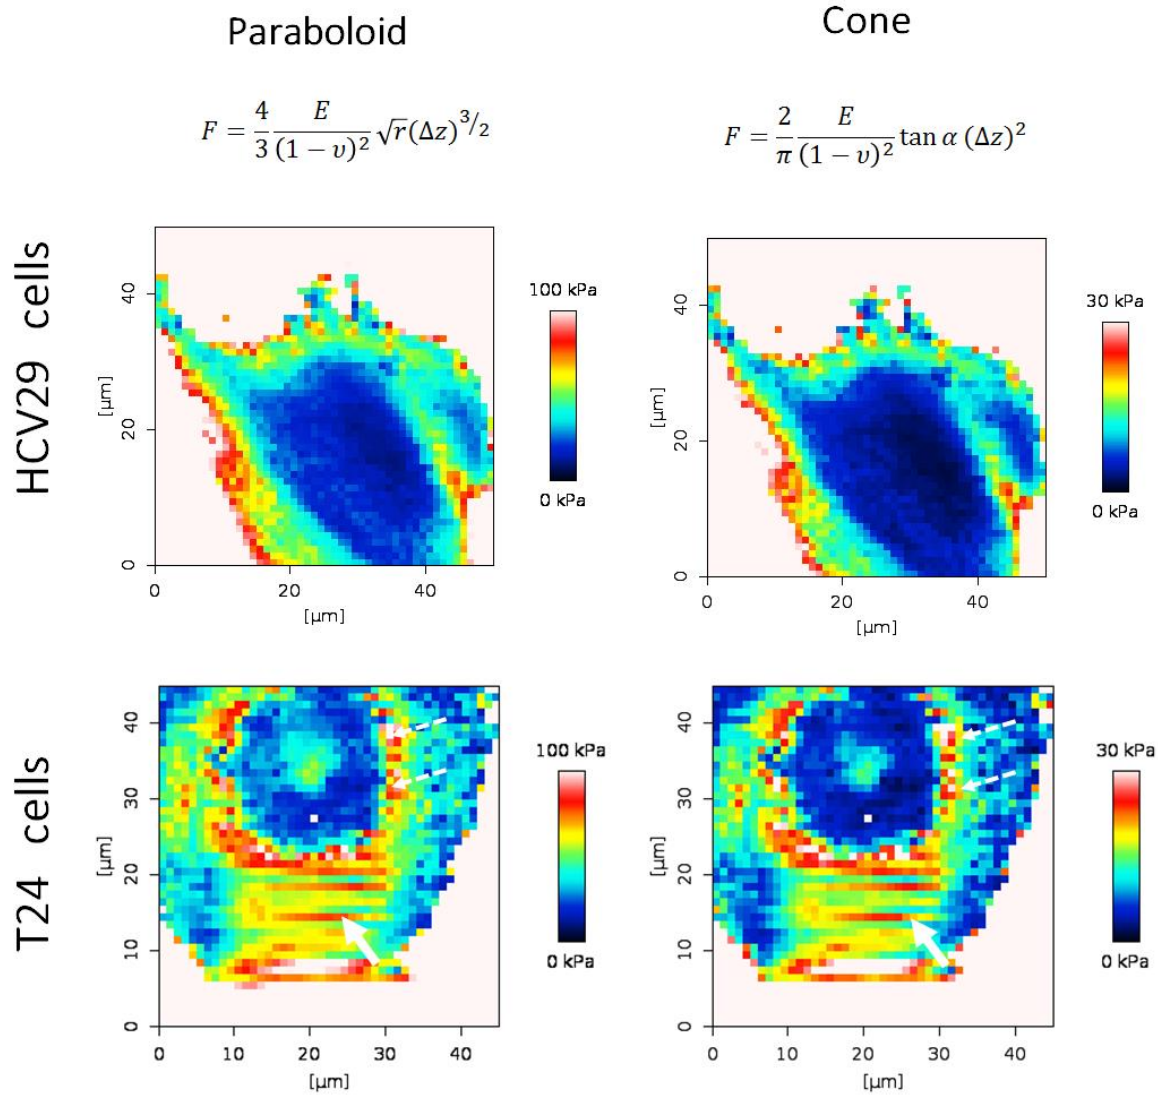 Paraboloid
Cone
F = 4/3 E/(1 − υ)² √r(Δz)^3/2
F = 2/π E/(1 − υ)² tan α (Δz)²
HCV29 cells
40
20
0
[µm]
0 20 40
[µm]
100 kPa
0 kPa
40
20
0
[µm]
0 20 40
[µm]
30 kPa
0 kPa
T24 cells
40
30
20
10
0
[µm]
0 10 20 30 40
[µm]
100 kPa
0 kPa
40
30
20
10
0
[µm]
0 10 20 30 40
[µm]
30 kPa
0 kPa